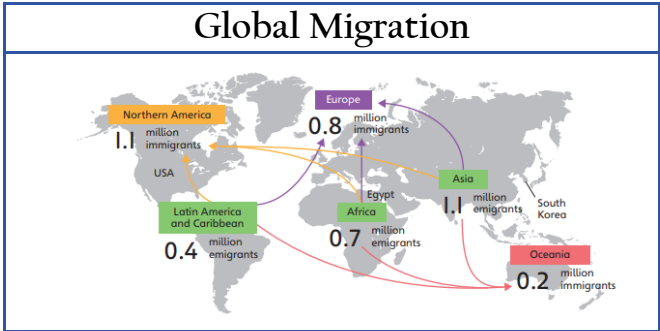 Global Migration
Europe
0.8 million
immigrants
Northern America
1.1 million
immigrants
USA
Asia
1.1 million
emigrants
Egypt
South
Korea
Latin America
and Caribbean
0.4 million
emigrants
Africa
0.7 million
emigrants
Oceania
0.2 million
immigrants